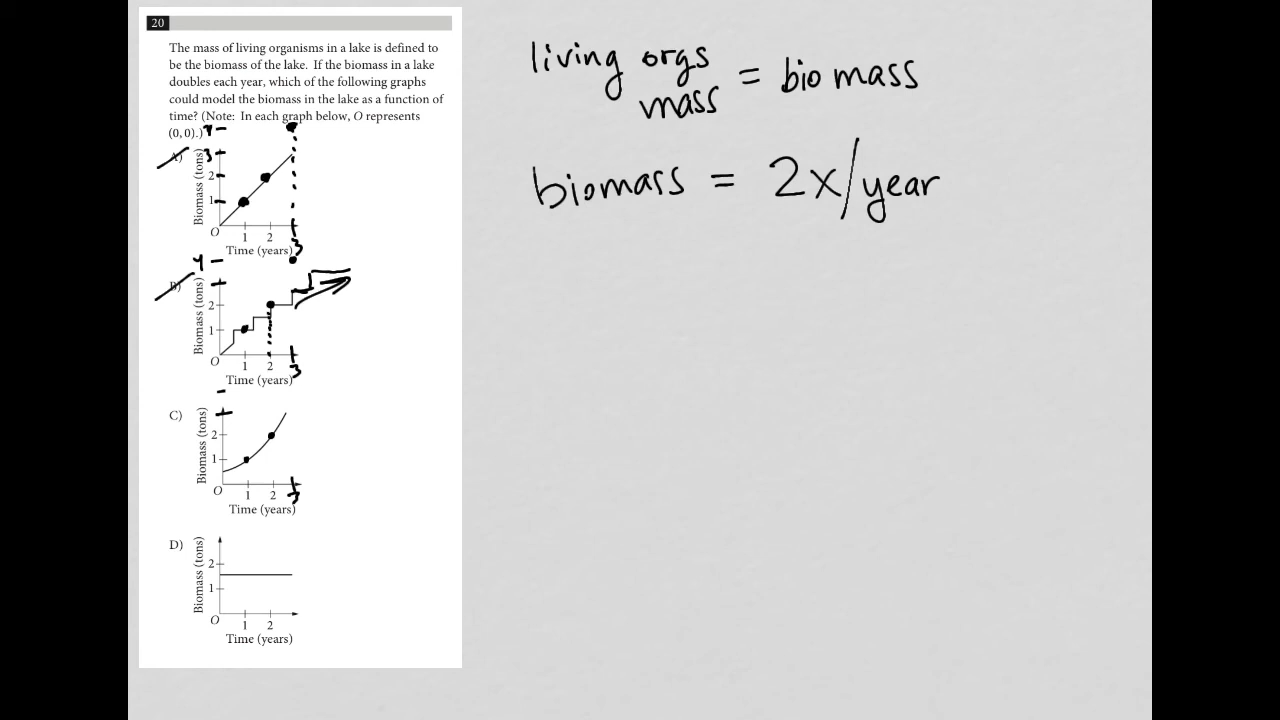 20
The mass of living organisms in a lake is defined to
be the biomass of the lake. If the biomass in a lake
doubles each year, which of the following graphs
could model the biomass in the lake as a function of
time? (Note: In each graph below, O represents
(0, 0).)
A)
Biomass (tons)
4
3
2
1
O
1 2 3
Time (years)
B)
Biomass (tons)
4
2
1
O
1 2 3
Time (years)
C)
Biomass (tons)
2
1
O
1 2 3
Time (years)
D)
Biomass (tons)
2
1
O
1 2
Time (years)
living orgs
mass = biomass
biomass = 2x/year